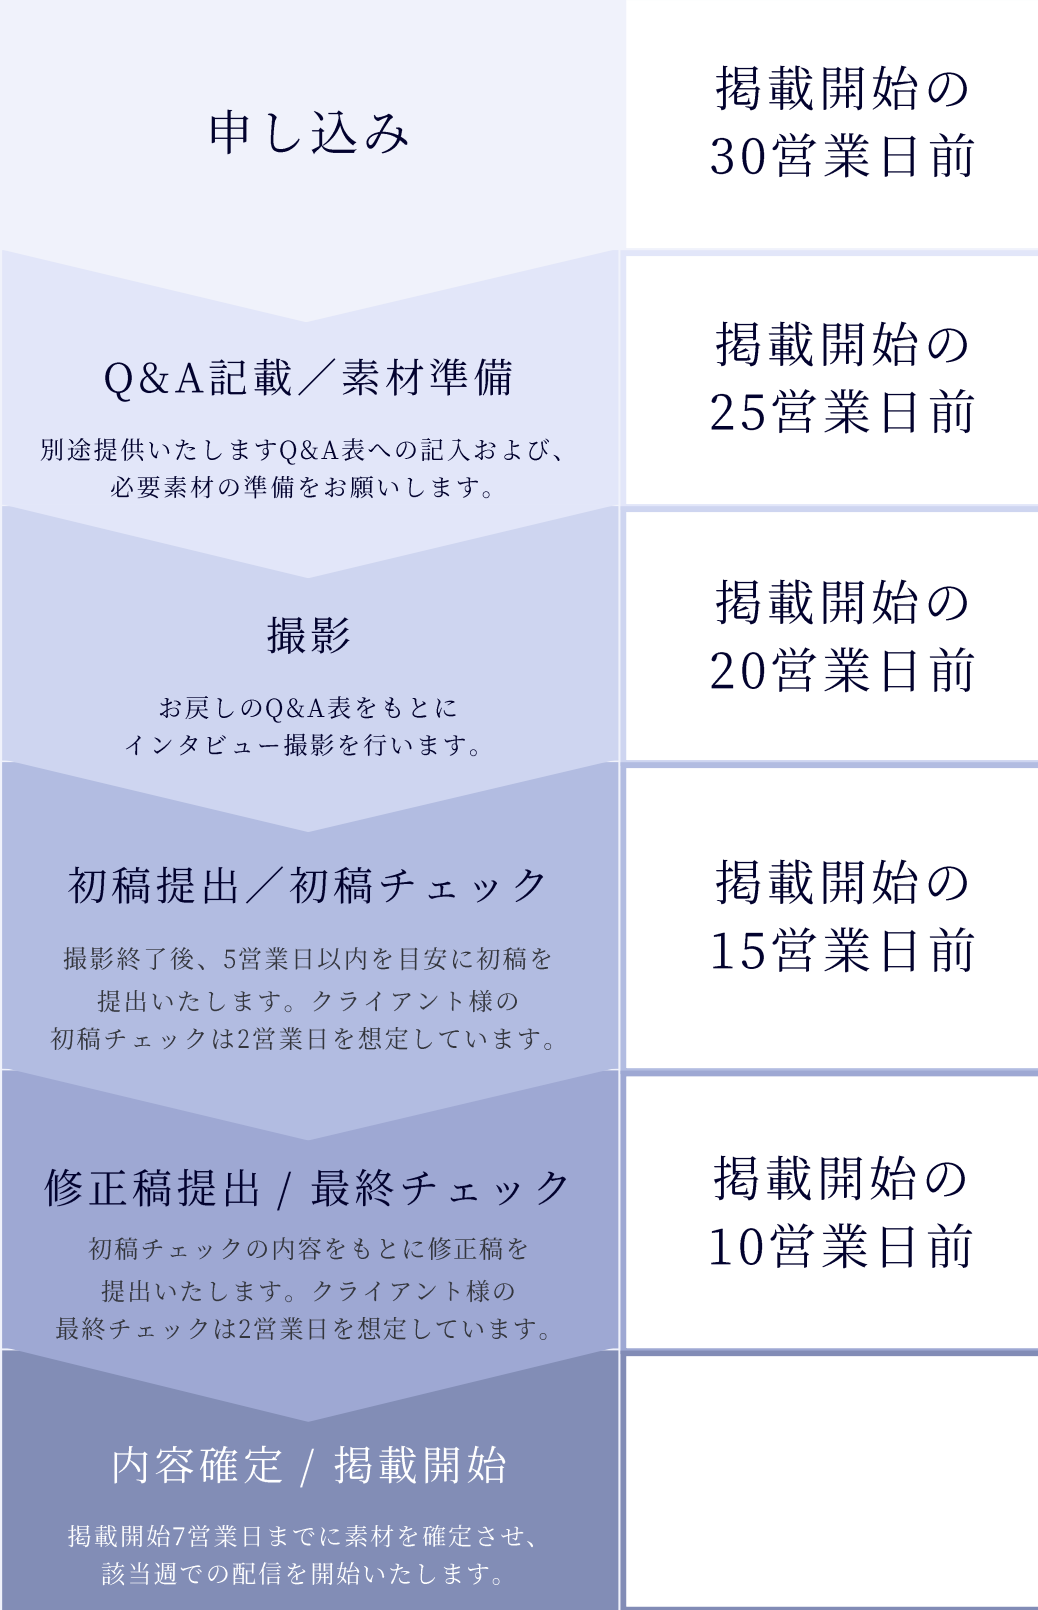 申し込み
掲載開始の
30営業日前
Q&A記載／素材準備
別途提供いたしますQ&A表への記入および、
必要素材の準備をお願いします。
掲載開始の
25営業日前
撮影
お戻しのQ&A表をもとに
インタビュー撮影を行います。
掲載開始の
20営業日前
初稿提出／初稿チェック
撮影終了後、5営業日以内を目安に初稿を
提出いたします。クライアント様の
初稿チェックは2営業日を想定しています。
掲載開始の
15営業日前
修正稿提出 / 最終チェック
初稿チェックの内容をもとに修正稿を
提出いたします。クライアント様の
最終チェックは2営業日を想定しています。
掲載開始の
10営業日前
内容確定 / 掲載開始
掲載開始7営業日までに素材を確定させ、
該当週での配信を開始いたします。